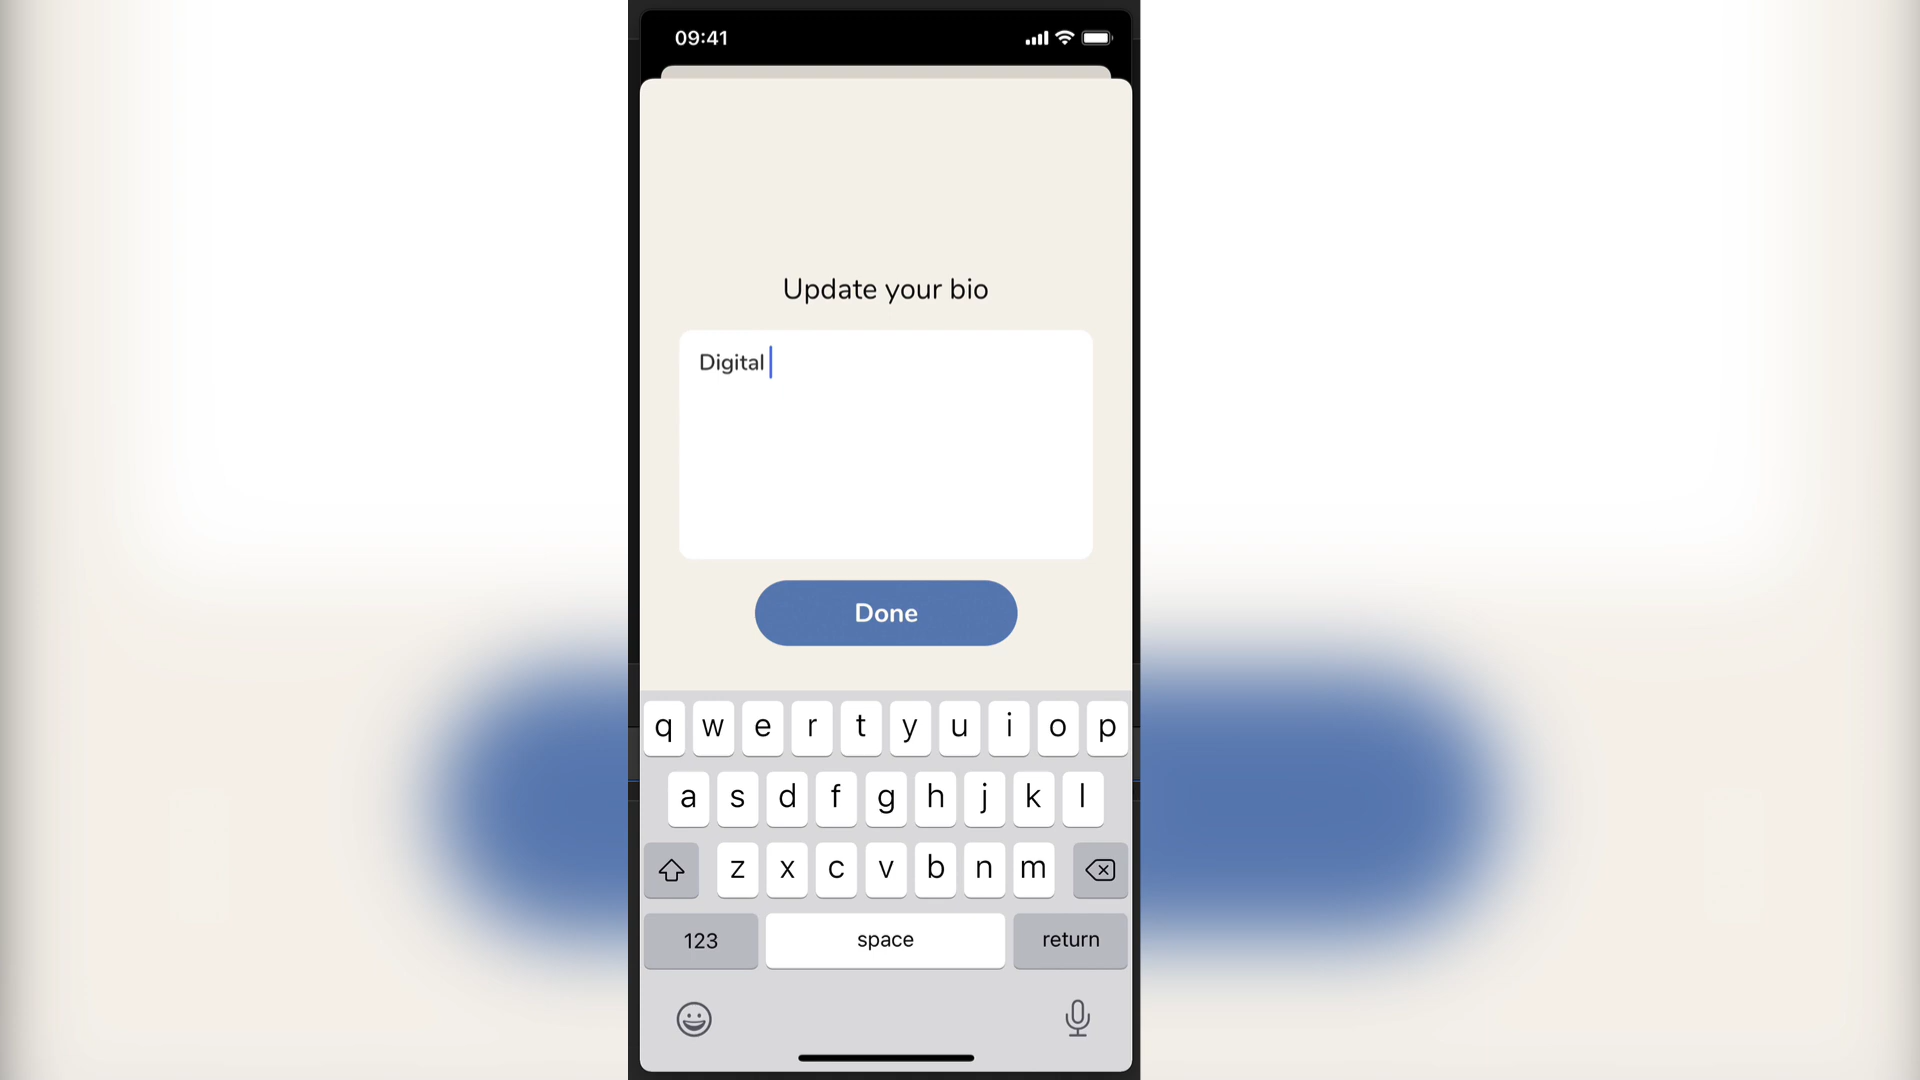 09:41
Update your bio
Digital
Done
q w e r t y u i o p
a s d f g h j k l
z x c v b n m
123 space return